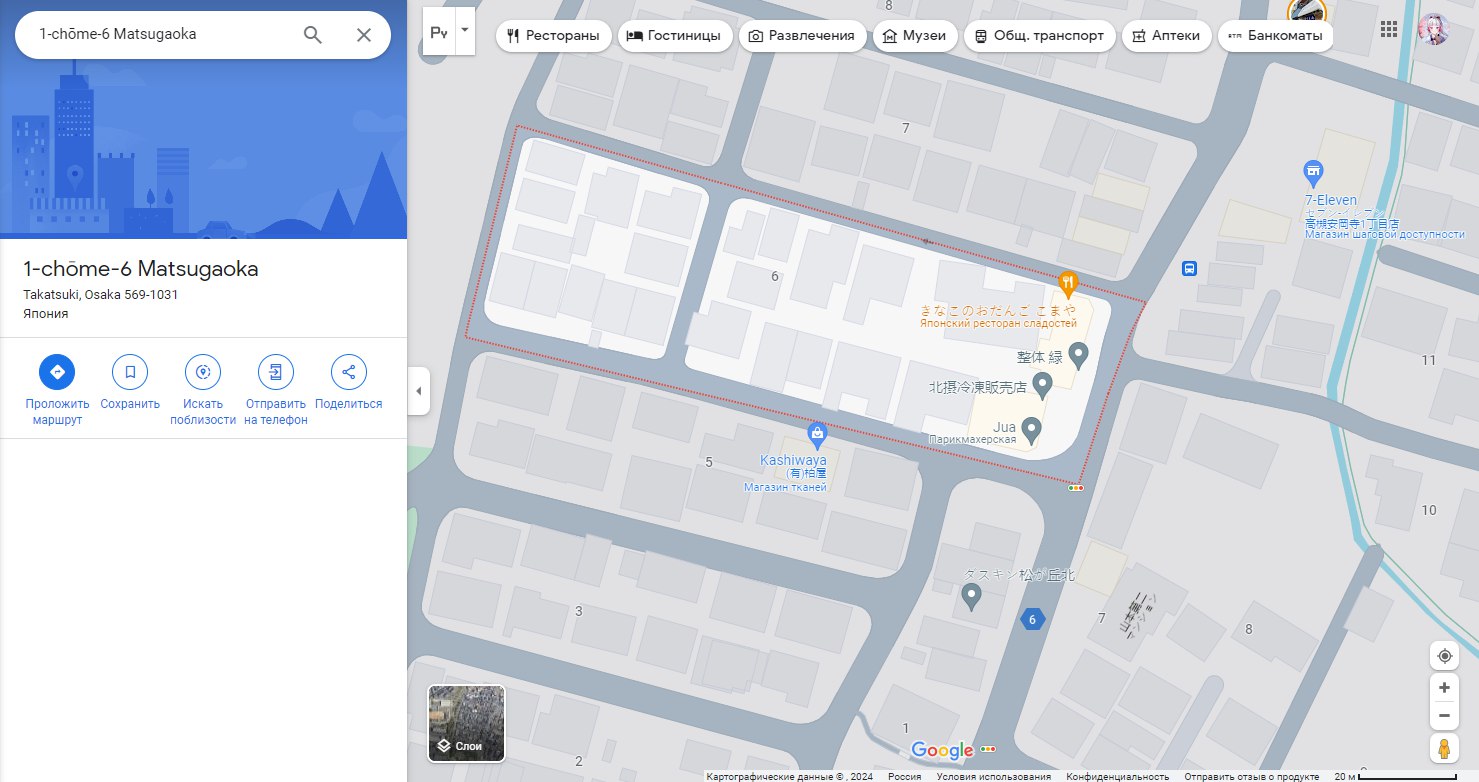 1-chōme-6 Matsugaoka
1-chōme-6 Matsugaoka
Takatsuki, Osaka 569-1031
Япония
Проложить
маршрут
Сохранить
Искать
поблизости
Отправить
на телефон
Поделиться
Ру
Рестораны
Гостиницы
Развлечения
Музеи
Общ. транспорт
Аптеки
Банкоматы
8
7
7-Eleven
セブン-イレブン
高槻安岡寺1丁目店
Магазин шаговой доступности
6
きなこのおだんご こまや
Японский ресторан сладостей
整体 緑
北摂冷凍販売店
11
Jua
Парикмахерская
Kashiwaya
(有)柏屋
Магазин тканей
5
10
ダスキン松が丘北
3
6
7
8
1
2
Слои
Google
Картографические данные © , 2024
Россия
Условия использования
Конфиденциальность
Отправить отзыв о продукте
20 м